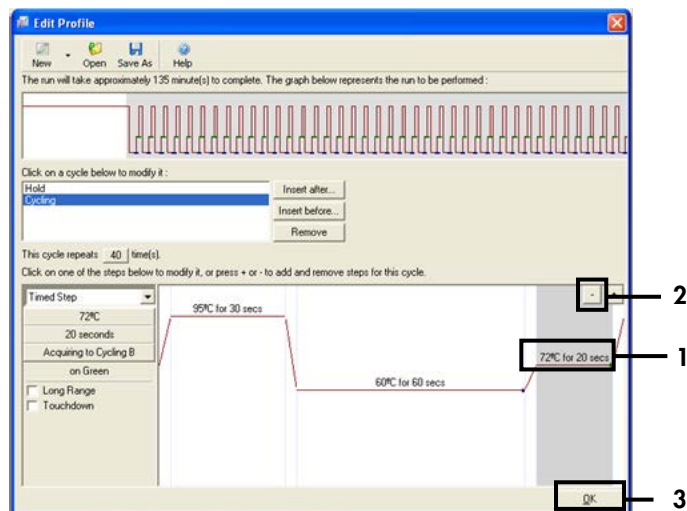 Edit Profile
New Open Save As Help
The run will take approximately 135 minute(s) to complete. The graph below represents the run to be performed :
Click on a cycle below to modify it :
Hold
Cycling
Insert after...
Insert before...
Remove
This cycle repeats 40 time(s).
Click on one of the steps below to modify it, or press + or - to add and remove steps for this cycle.
Timed Step
72ºC
20 seconds
Acquiring to Cycling B
on Green
Long Range
Touchdown
95ºC for 30 secs
60ºC for 60 secs
72ºC for 20 secs
-
2
1
OK
3